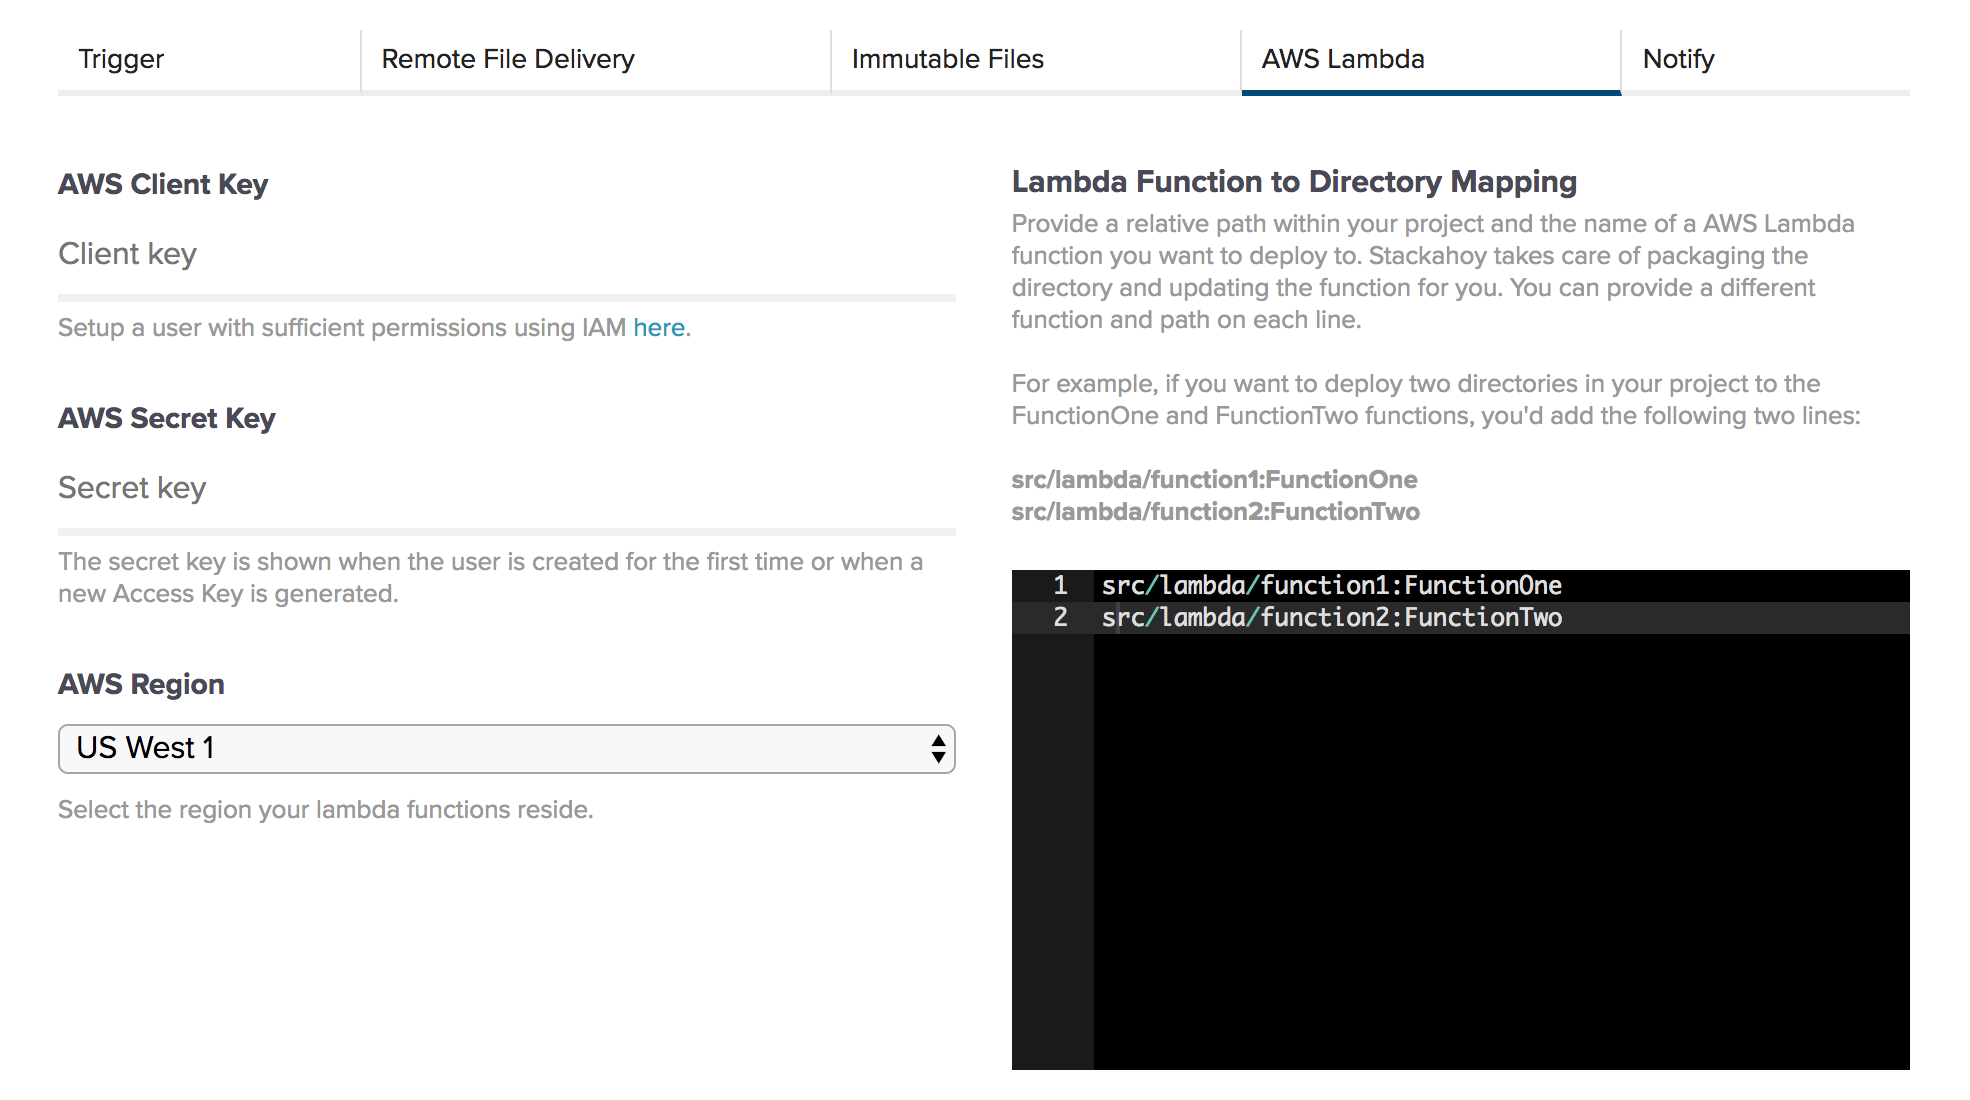 Trigger
Remote File Delivery
Immutable Files
AWS Lambda
Notify
AWS Client Key
Client key
Setup a user with sufficient permissions using IAM here.
AWS Secret Key
Secret key
The secret key is shown when the user is created for the first time or when a
new Access Key is generated.
AWS Region
US West 1
Select the region your lambda functions reside.
Lambda Function to Directory Mapping
Provide a relative path within your project and the name of a AWS Lambda
function you want to deploy to. Stackahoy takes care of packaging the
directory and updating the function for you. You can provide a different
function and path on each line.
For example, if you want to deploy two directories in your project to the
FunctionOne and FunctionTwo functions, you'd add the following two lines:
src/lambda/function1:FunctionOne
src/lambda/function2:FunctionTwo
1 src/lambda/function1:FunctionOne
2 src/lambda/function2:FunctionTwo